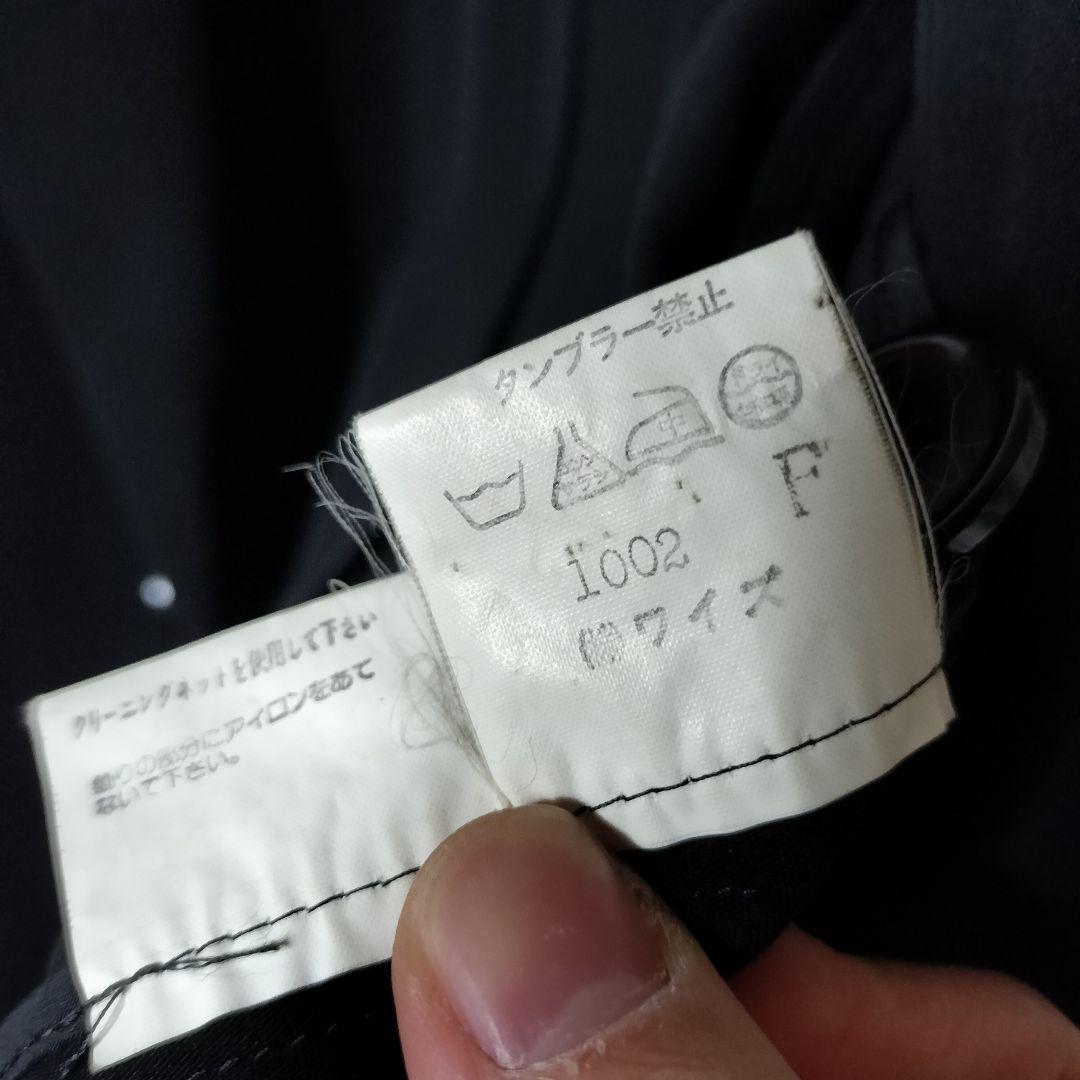 タンブラー禁止
中
F
1002
㈱ワイズ
クリーニングネットを使用して下さい
飾りの部分にアイロンをあて
ないで下さい。